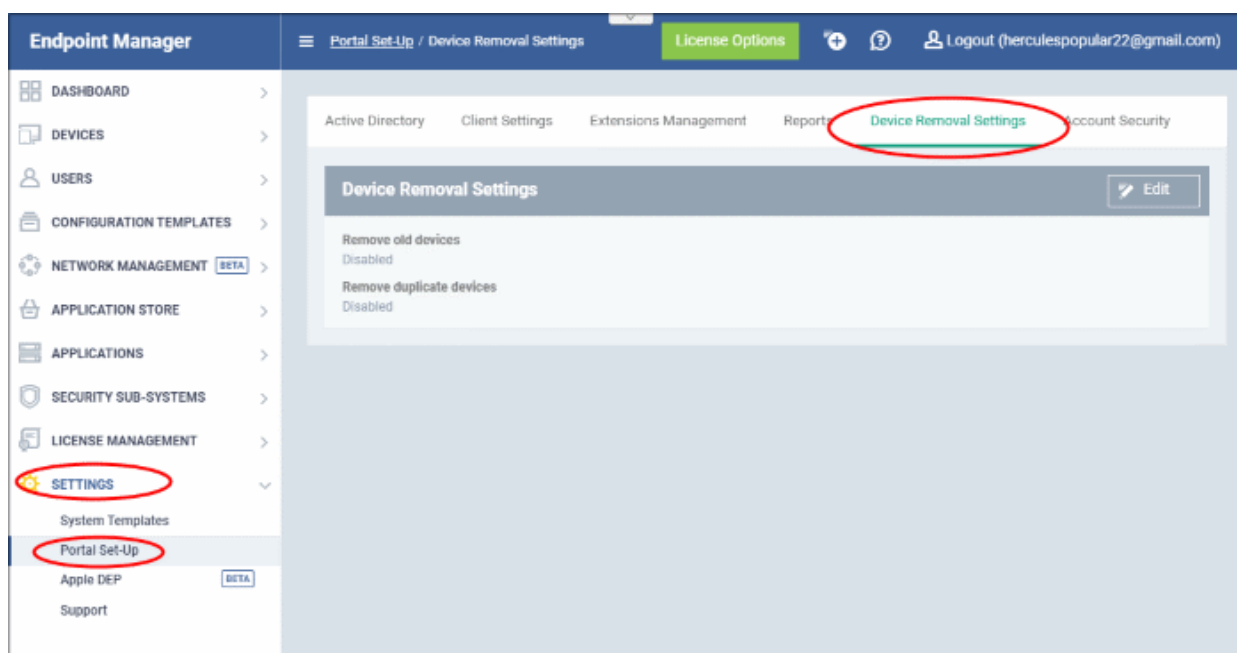 Endpoint Manager
Portal Set-Up / Device Removal Settings
License Options
Logout (herculespopular22@gmail.com)
DASHBOARD
DEVICES
USERS
CONFIGURATION TEMPLATES
NETWORK MANAGEMENT BETA
APPLICATION STORE
APPLICATIONS
SECURITY SUB-SYSTEMS
LICENSE MANAGEMENT
SETTINGS
System Templates
Portal Set-Up
Apple DEP BETA
Support
Active Directory Client Settings Extensions Management Reports Device Removal Settings Account Security
Device Removal Settings
Edit
Remove old devices
Disabled
Remove duplicate devices
Disabled